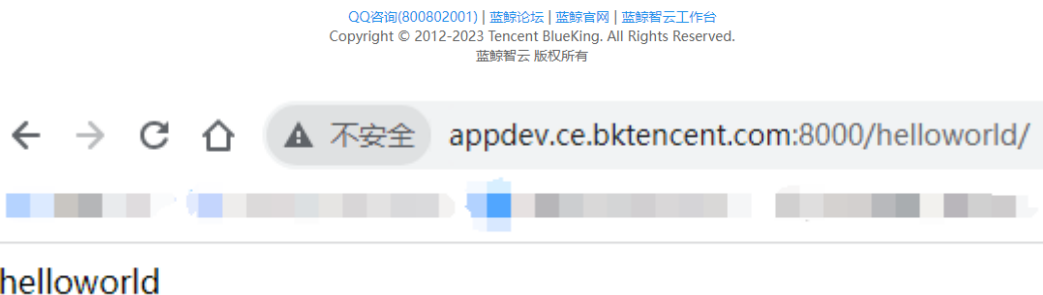 QQ咨询(800802001) | 蓝鲸论坛 | 蓝鲸官网 | 蓝鲸智云工作台
Copyright © 2012-2023 Tencent BlueKing. All Rights Reserved.
蓝鲸智云 版权所有
不安全 appdev.ce.bktencent.com:8000/helloworld/
helloworld